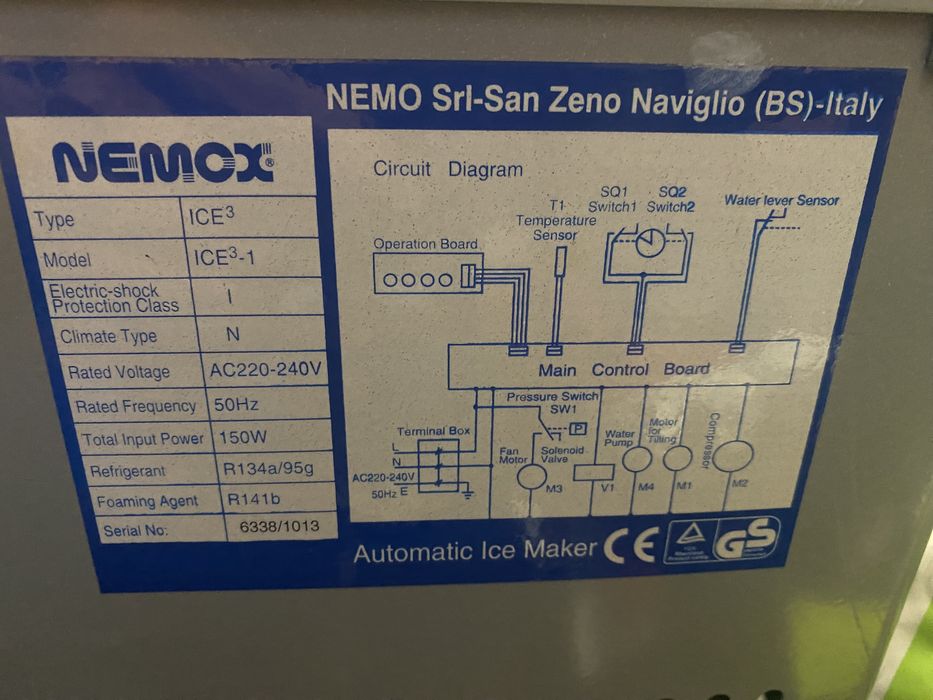 NEMO Srl-San Zeno Naviglio (BS)-Italy
NEMOX®
Type ICE³
Model ICE³-1
Electric-shock
Protection Class I
Climate Type N
Rated Voltage AC220-240V
Rated Frequency 50Hz
Total Input Power 150W
Refrigerant R134a/95g
Foaming Agent R141b
Serial No: 6338/1013
Circuit Diagram
Operation Board
T1
Temperature
Sensor
SQ1
Switch1
SQ2
Switch2
Water lever Sensor
Main Control Board
Pressure Switch
SW1
P
Terminal Box
L
N
AC220-240V
50Hz E
Fan
Motor
M3
Solenoid
Valve
V1
Water
Pump
M4
Motor
for
Tilling
M1
Compressor
M2
Automatic Ice Maker CE
GS